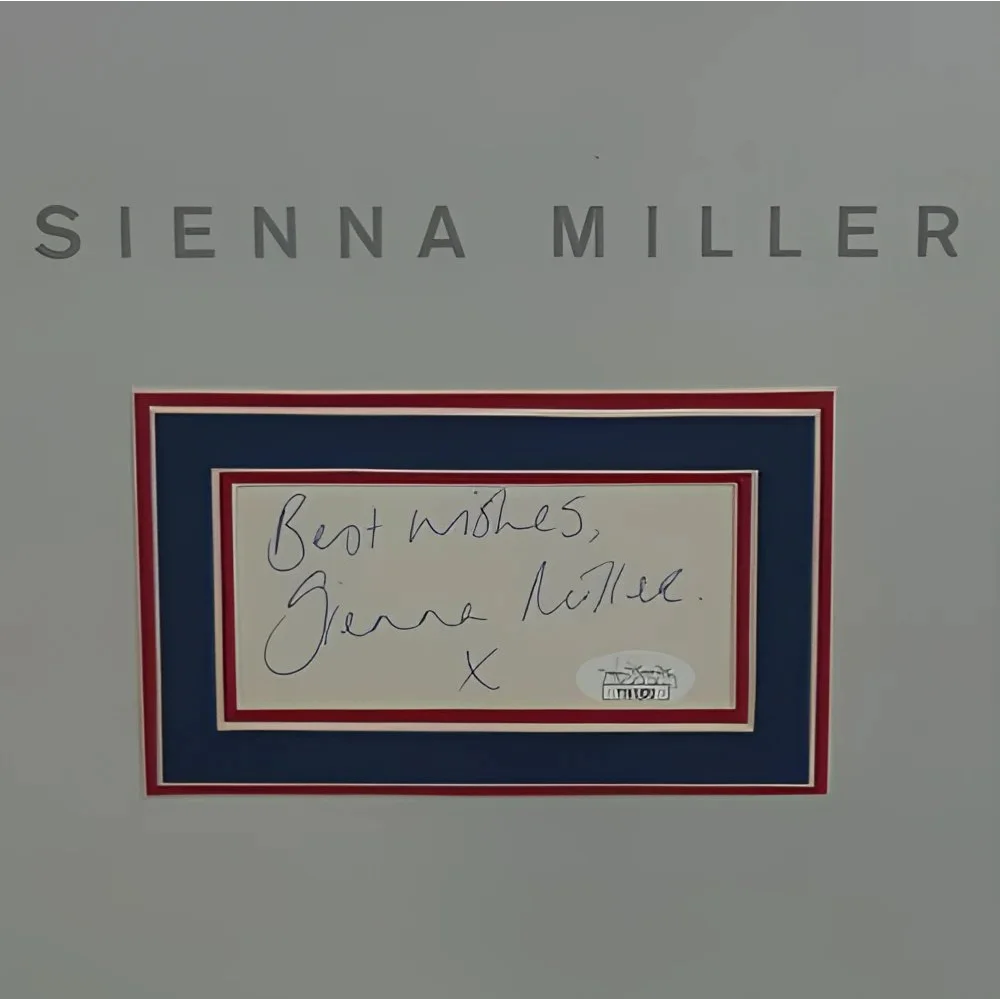 SIENNA MILLER
Best wishes,
Sienna Miller.
X